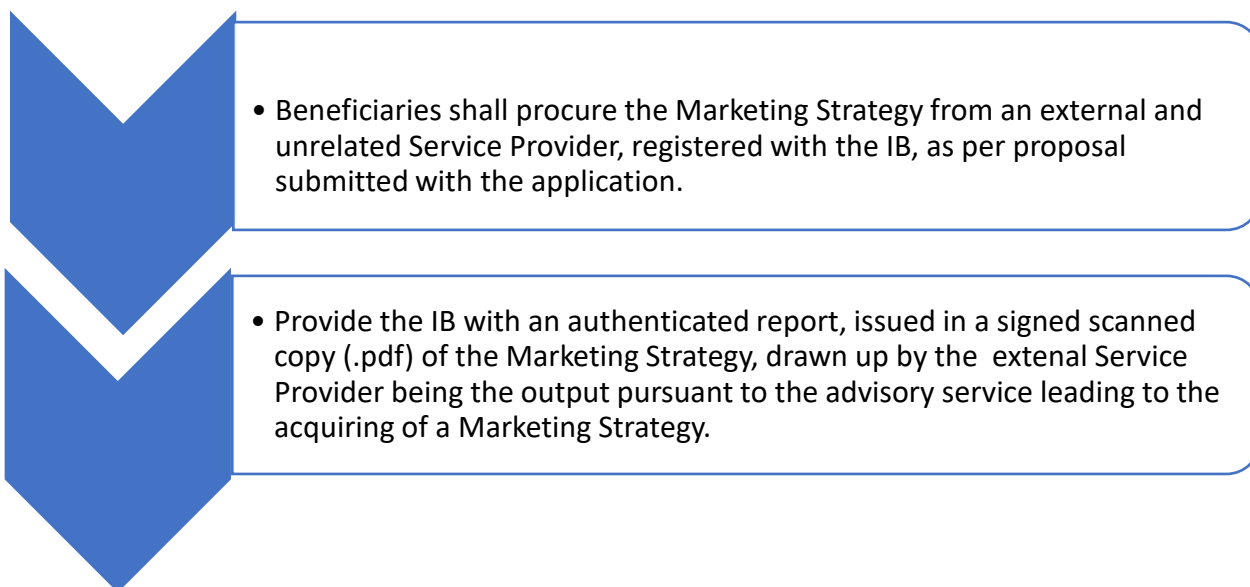 • Beneficiaries shall procure the Marketing Strategy from an external and
unrelated Service Provider, registered with the IB, as per proposal
submitted with the application.
• Provide the IB with an authenticated report, issued in a signed scanned
copy (.pdf) of the Marketing Strategy, drawn up by the  extenal Service
Provider being the output pursuant to the advisory service leading to the
acquiring of a Marketing Strategy.